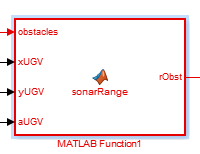 obstacles
xUGV
rObst
sonarRange
yUGV
aUGV
MATLAB Function1